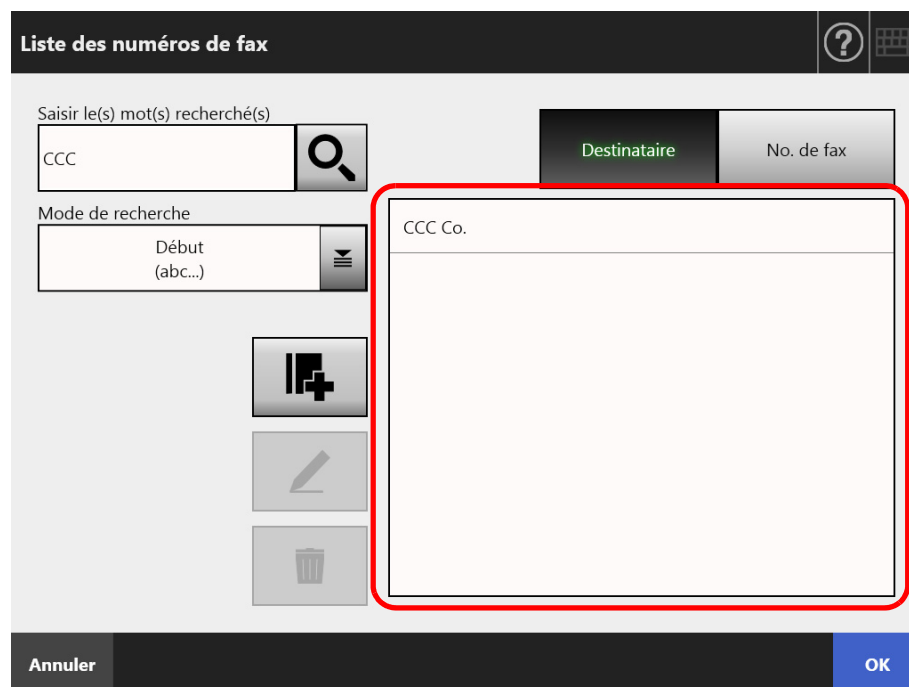 Liste des numéros de fax
?
Saisir le(s) mot(s) recherché(s)
CCC
Mode de recherche
Début
(abc...)
Destinataire
No. de fax
CCC Co.
Annuler
OK